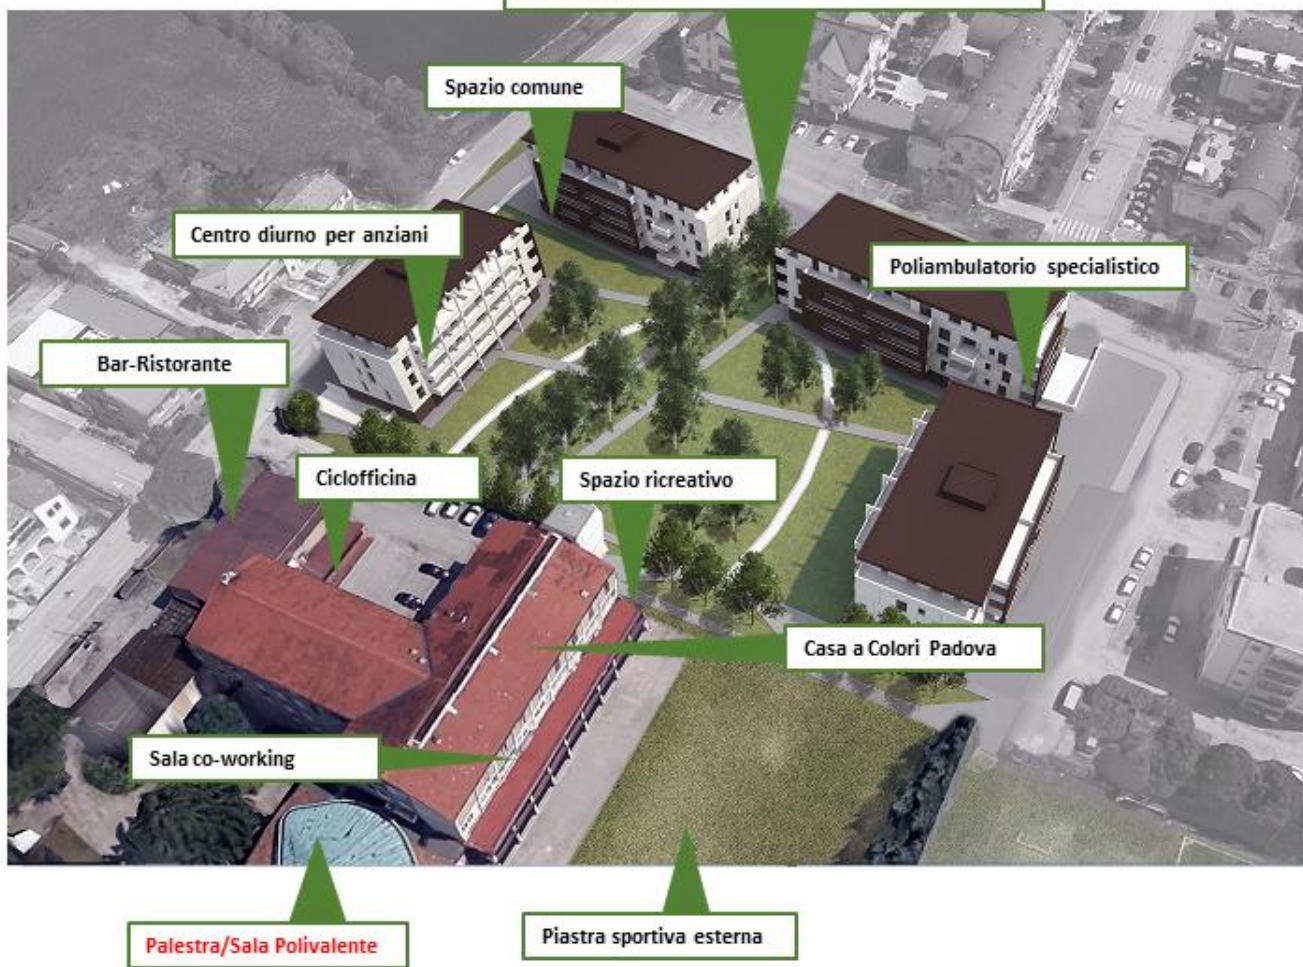 Spazio comune
Centro diurno per anziani
Poliambulatorio specialistico
Bar-Ristorante
Ciclofficina
Spazio ricreativo
Casa a Colori Padova
Sala co-working
Palestra/Sala Polivalente
Piastra sportiva esterna